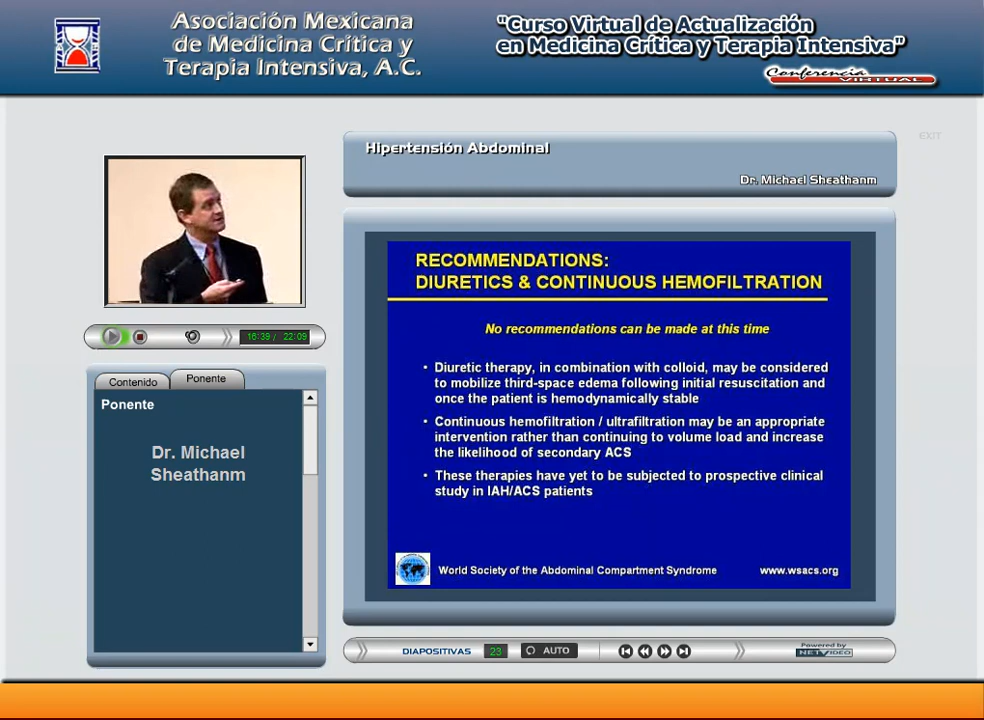 Asociación Mexicana
de Medicina Crítica y
Terapia Intensiva, A.C.
"Curso Virtual de Actualización
en Medicina Crítica y Terapia Intensiva"
Conferencia
VIRTUAL
EXIT
Hipertensión Abdominal
Dr. Michael Sheathanm
16:39 / 22:09
Contenido
Ponente
Ponente
Dr. Michael
Sheathanm
RECOMMENDATIONS:
DIURETICS & CONTINUOUS HEMOFILTRATION
No recommendations can be made at this time
• Diuretic therapy, in combination with colloid, may be considered
to mobilize third-space edema following initial resuscitation and
once the patient is hemodynamically stable
• Continuous hemofiltration / ultrafiltration may be an appropriate
intervention rather than continuing to volume load and increase
the likelihood of secondary ACS
• These therapies have yet to be subjected to prospective clinical
study in IAH/ACS patients
World Society of the Abdominal Compartment Syndrome
www.wsacs.org
DIAPOSITIVAS
23
AUTO
Powered by
NETVIDEO